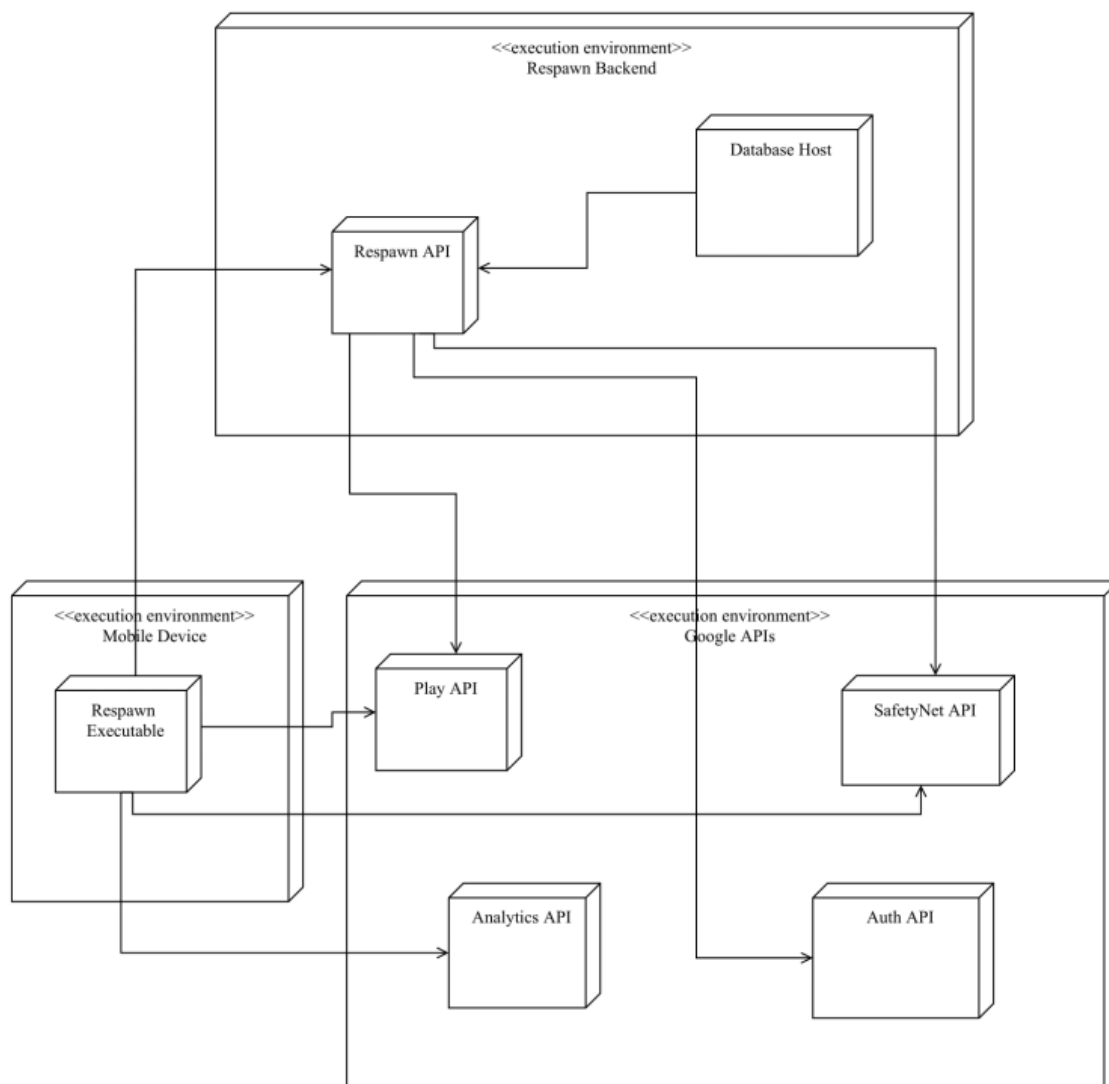 <<execution environment>>
Respawn Backend
Database Host
Respawn API
<<execution environment>>
Mobile Device
<<execution environment>>
Google APIs
Respawn
Executable
Play API
SafetyNet API
Analytics API
Auth API